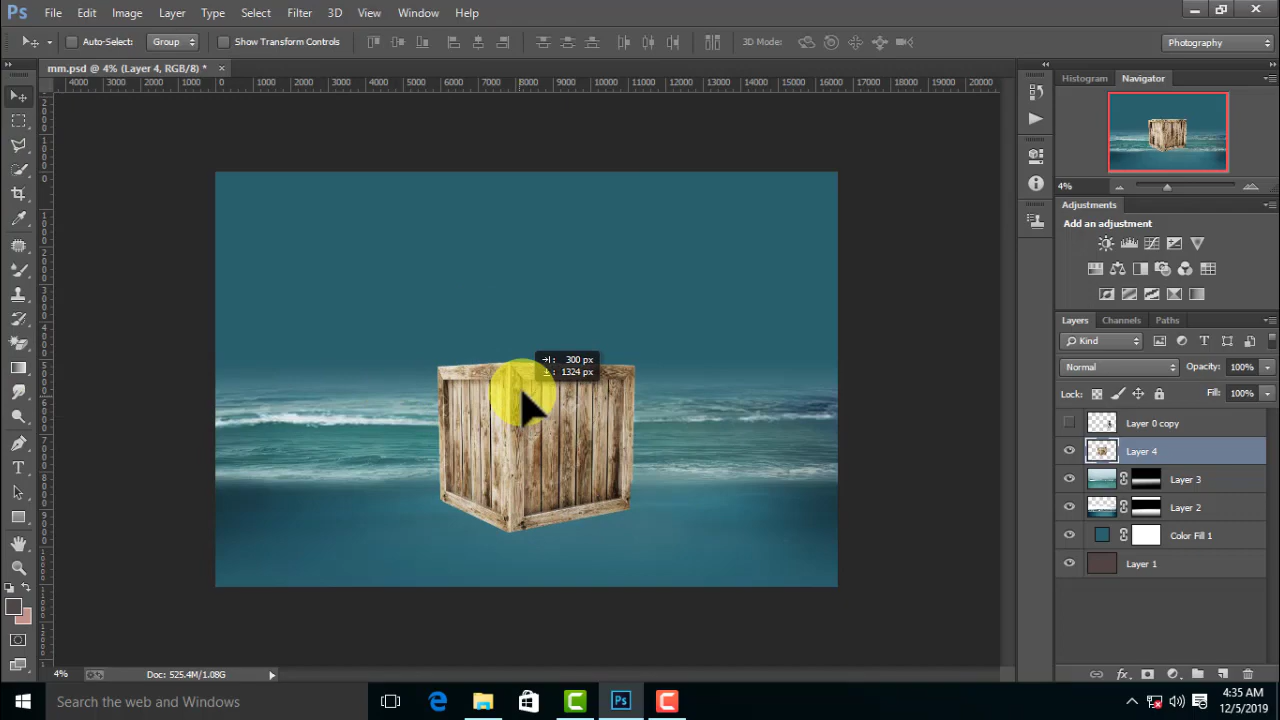 Ps File Edit Image Layer Type Select Filter 3D View Window Help
Auto-Select: Group Show Transform Controls 3D Mode: Photography
mm.psd @ 4% (Layer 4, RGB/8) * ×
4000 3000 2000 1000 0 1000 2000 3000 4000 5000 6000 7000 8000 9000 10000 11000 12000 13000 14000 15000 16000 17000 18000 19000 20000
Histogram Navigator
4%
Adjustments
Add an adjustment
Layers Channels Paths
Kind
Normal Opacity: 100%
Lock: Fill: 100%
Layer 0 copy
Layer 4
Layer 3
Layer 2
Color Fill 1
Layer 1
300 px
1324 px
4% Doc: 525.4M/1.08G
Search the web and Windows
4:35 AM
12/5/2019